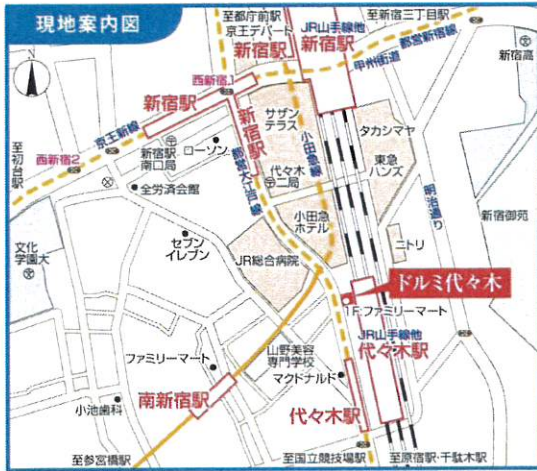 現地案内図
至都庁前駅
京王デパート
新宿駅
JR山手線他
新宿駅
至新宿三丁目駅
都営新宿線
甲州街道
新宿高
西新宿1
新宿駅
京王新線
西新宿2
至初台駅
新宿駅
南口局
ローソン
新宿駅
都営大江戸線
サザン
テラス
代々木
二局
小田急線
タカシマヤ
東急
ハンズ
明治通り
新宿御苑
全労済会館
小田急
ホテル
ニトリ
文化
学園大
セブン
イレブン
JR総合病院
ドルミ代々木
1F:ファミリーマート
JR山手線他
代々木駅
山野美容
専門学校
ファミリーマート
マクドナルド
南新宿駅
代々木駅
小池歯科
至参宮橋駅
至国立競技場駅
至原宿駅・千駄木駅